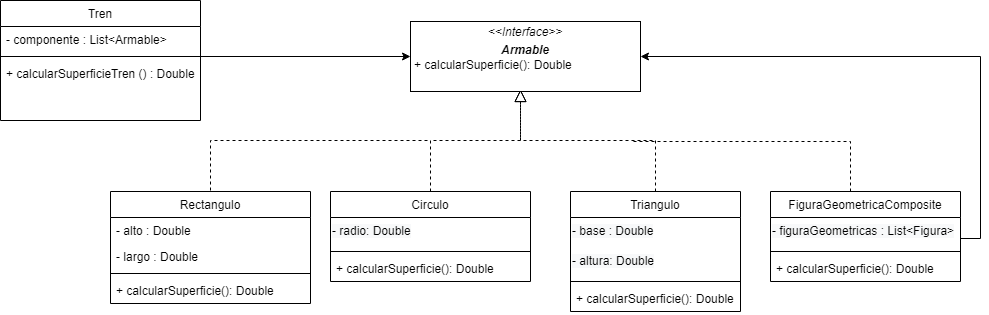 Tren
- componente : List<Armable>
+ calcularSuperficieTren () : Double
<<Interface>>
Armable
+ calcularSuperficie(): Double
Rectangulo
- alto : Double
- largo : Double
+ calcularSuperficie(): Double
Circulo
- radio: Double
+ calcularSuperficie(): Double
Triangulo
- base : Double
- altura: Double
+ calcularSuperficie(): Double
FiguraGeometricaComposite
- figuraGeometricas : List<Figura>
+ calcularSuperficie(): Double